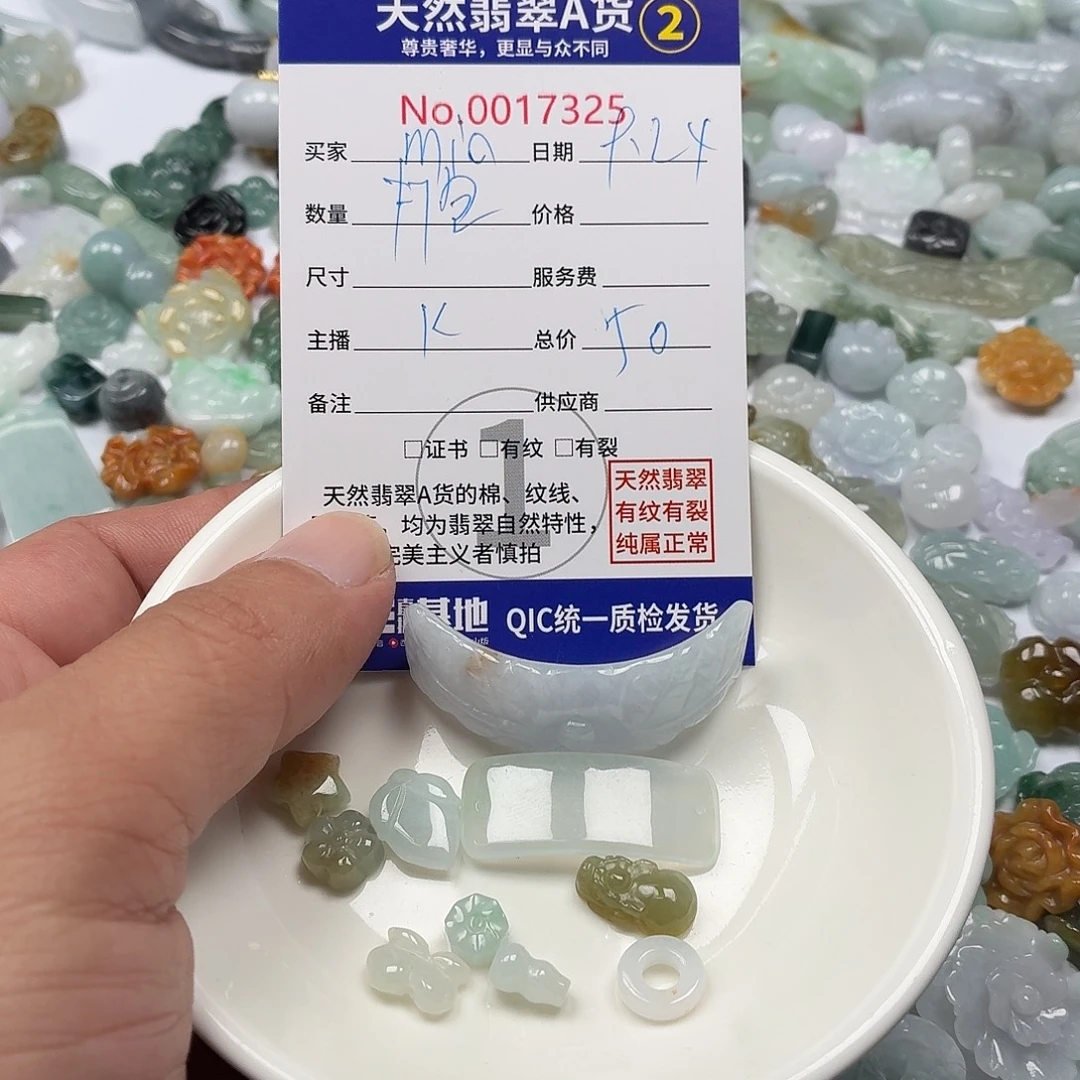 天然翡翠A货 2
尊贵奢华，更显与众不同
No.0017325
买家 mia 日期
数量 价格
尺寸 服务费
主播 K 总价 50
备注 供应商
1
□证书 □有纹 □有裂
天然翡翠A货的棉、纹线、
均为翡翠自然特性，
完美主义者慎拍
天然翡翠
有纹有裂
纯属正常
基地 QIC统一质检发货